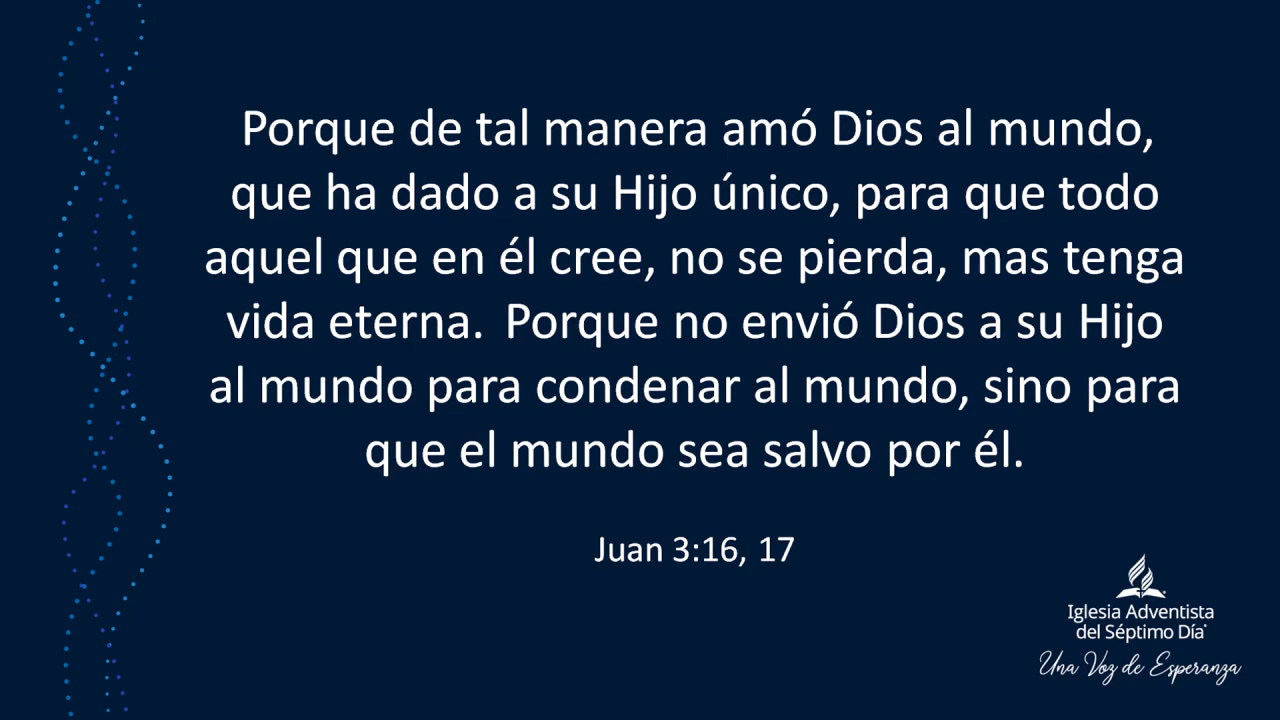 Porque de tal manera amó Dios al mundo,
que ha dado a su Hijo único, para que todo
aquel que en él cree, no se pierda, mas tenga
vida eterna. Porque no envió Dios a su Hijo
al mundo para condenar al mundo, sino para
que el mundo sea salvo por él.
Juan 3:16, 17
Iglesia Adventista
del Séptimo Día
Una Voz de Esperanza